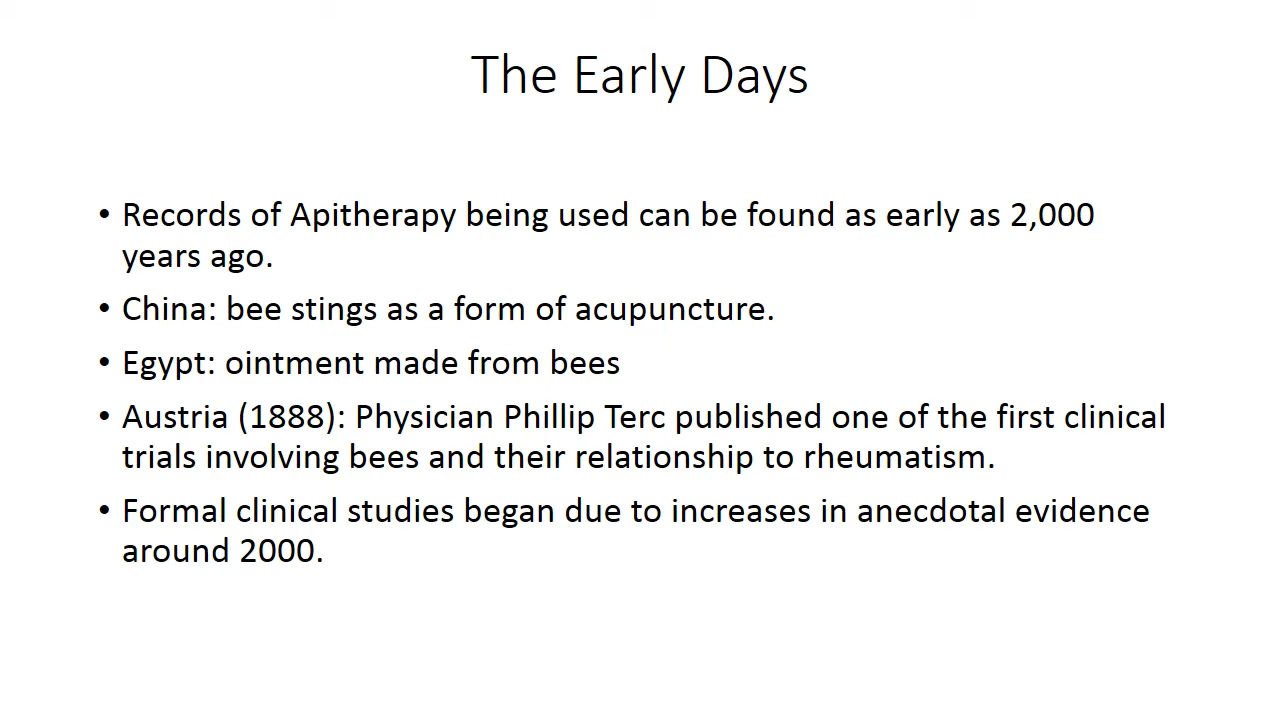 The Early Days
• Records of Apitherapy being used can be found as early as 2,000
years ago.
• China: bee stings as a form of acupuncture.
• Egypt: ointment made from bees
• Austria (1888): Physician Phillip Terc published one of the first clinical
trials involving bees and their relationship to rheumatism.
• Formal clinical studies began due to increases in anecdotal evidence
around 2000.